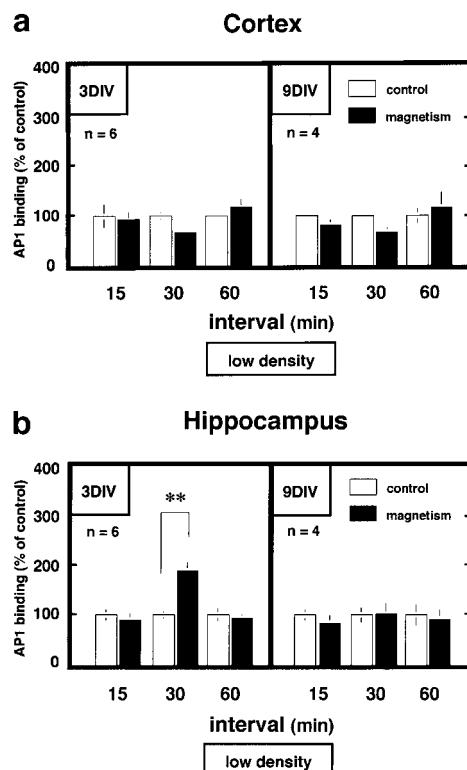 a Cortex
AP1 binding (% of control)
400
300
200
100
0
3DIV
n = 6
9DIV
n = 4
control
magnetism
15 30 60 15 30 60
interval (min)
low density
b Hippocampus
AP1 binding (% of control)
400
300
200
100
0
3DIV
n = 6
**
9DIV
n = 4
control
magnetism
15 30 60 15 30 60
interval (min)
low density